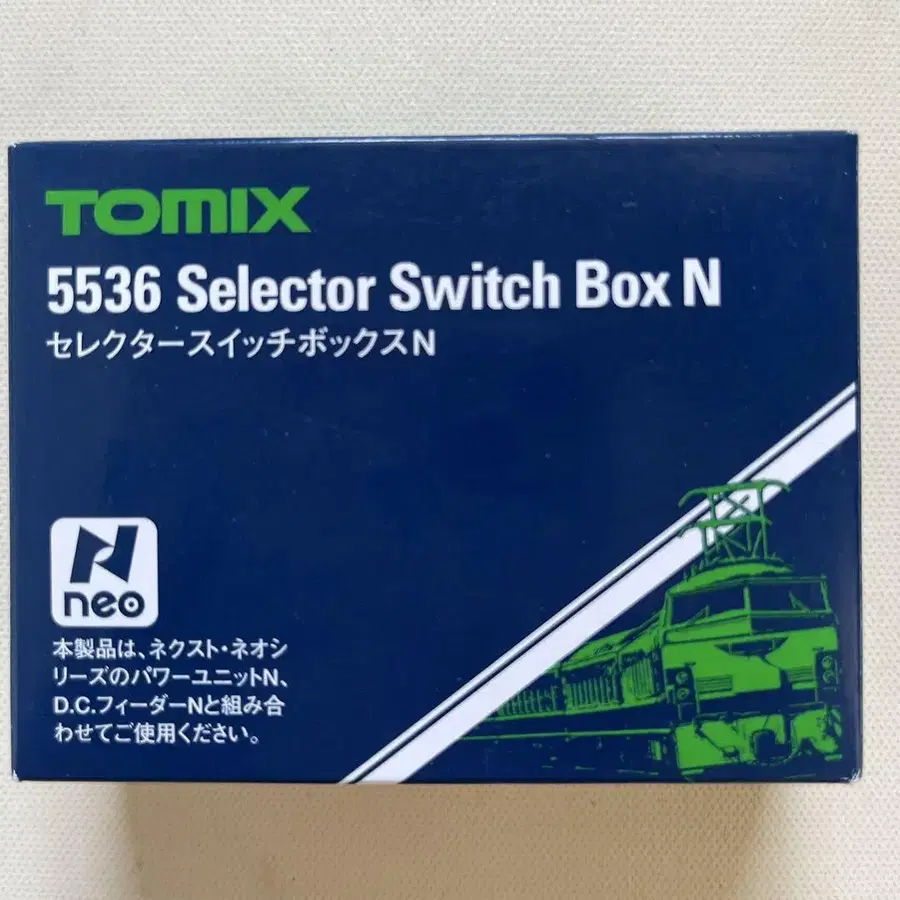 TOMIX
5536 Selector Switch Box N
セレクタースイッチボックスN
N
neo
本製品は、ネクスト・ネオシ
リーズのパワーユニットN、
D.C.フィーダーNと組み合
わせてご使用ください。